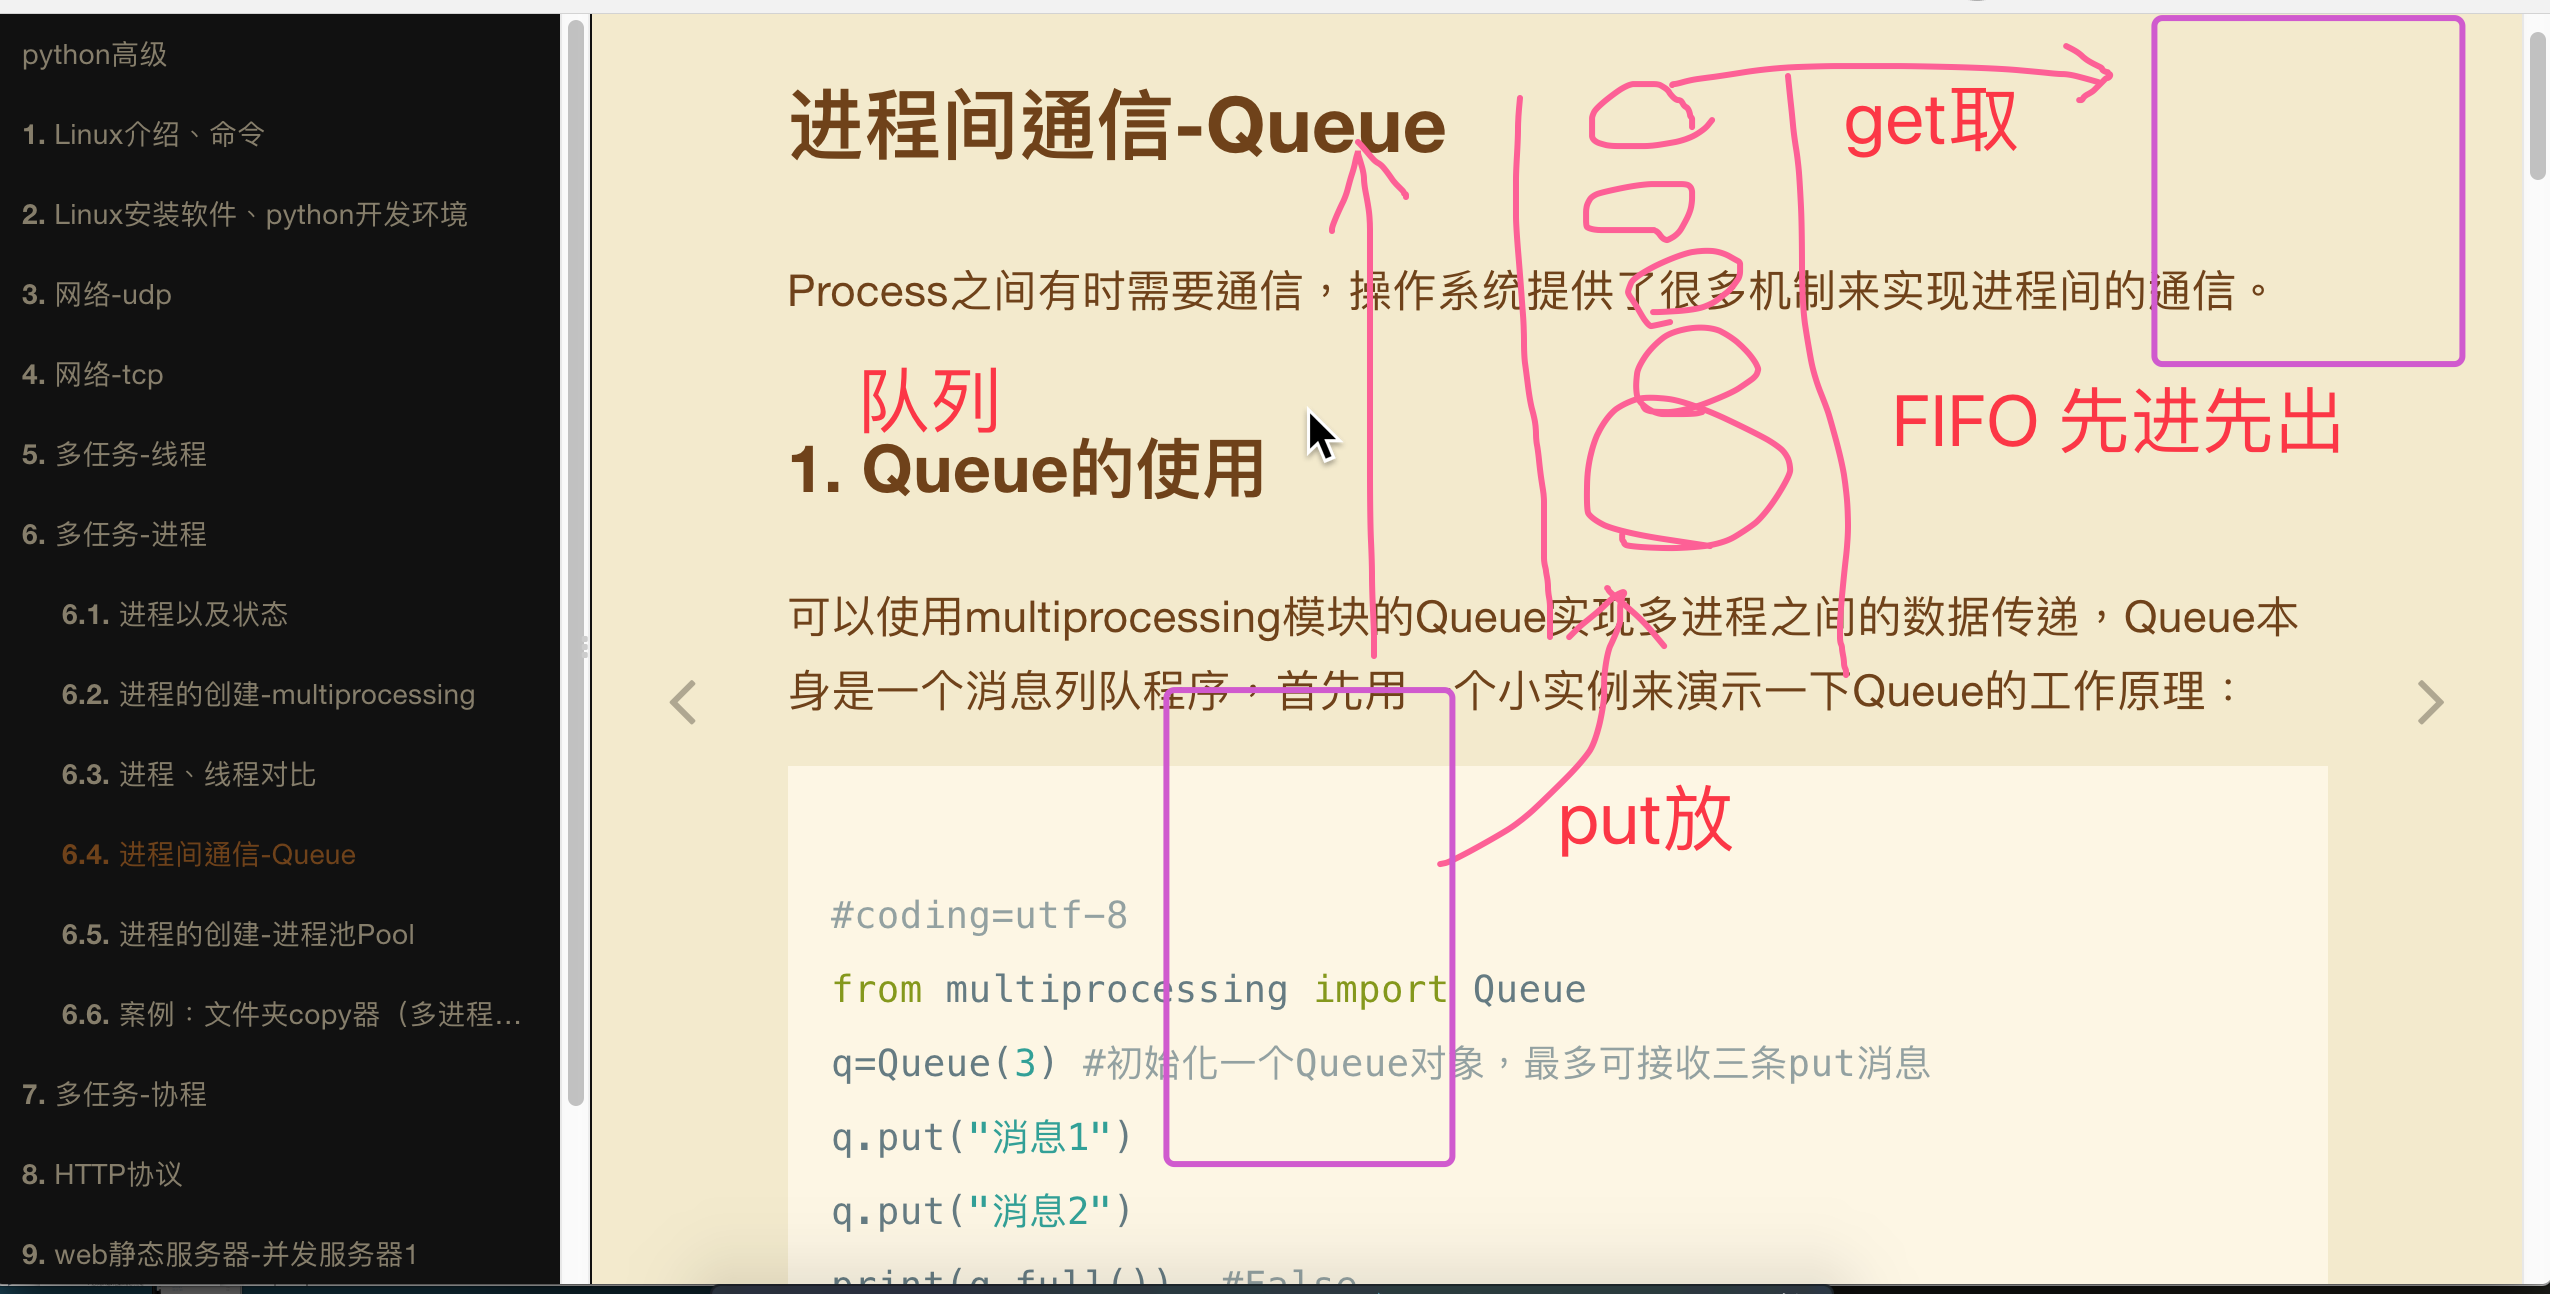 python高级
1. Linux介绍、命令
2. Linux安装软件、python开发环境
3. 网络-udp
4. 网络-tcp
5. 多任务-线程
6. 多任务-进程
6.1. 进程以及状态
6.2. 进程的创建-multiprocessing
6.3. 进程、线程对比
6.4. 进程间通信-Queue
6.5. 进程的创建-进程池Pool
6.6. 案例：文件夹copy器（多进程...
7. 多任务-协程
8. HTTP协议
9. web静态服务器-并发服务器1
进程间通信-Queue
get取
Process之间有时需要通信，操作系统提供了很多机制来实现进程间的通信。
队列
FIFO 先进先出
1. Queue的使用
可以使用multiprocessing模块的Queue实现多进程之间的数据传递，Queue本
身是一个消息列队程序，首先用一个小实例来演示一下Queue的工作原理：
put放
#coding=utf-8
from multiprocessing import Queue
q=Queue(3) #初始化一个Queue对象，最多可接收三条put消息
q.put("消息1")
q.put("消息2")
print(q.full()) #False